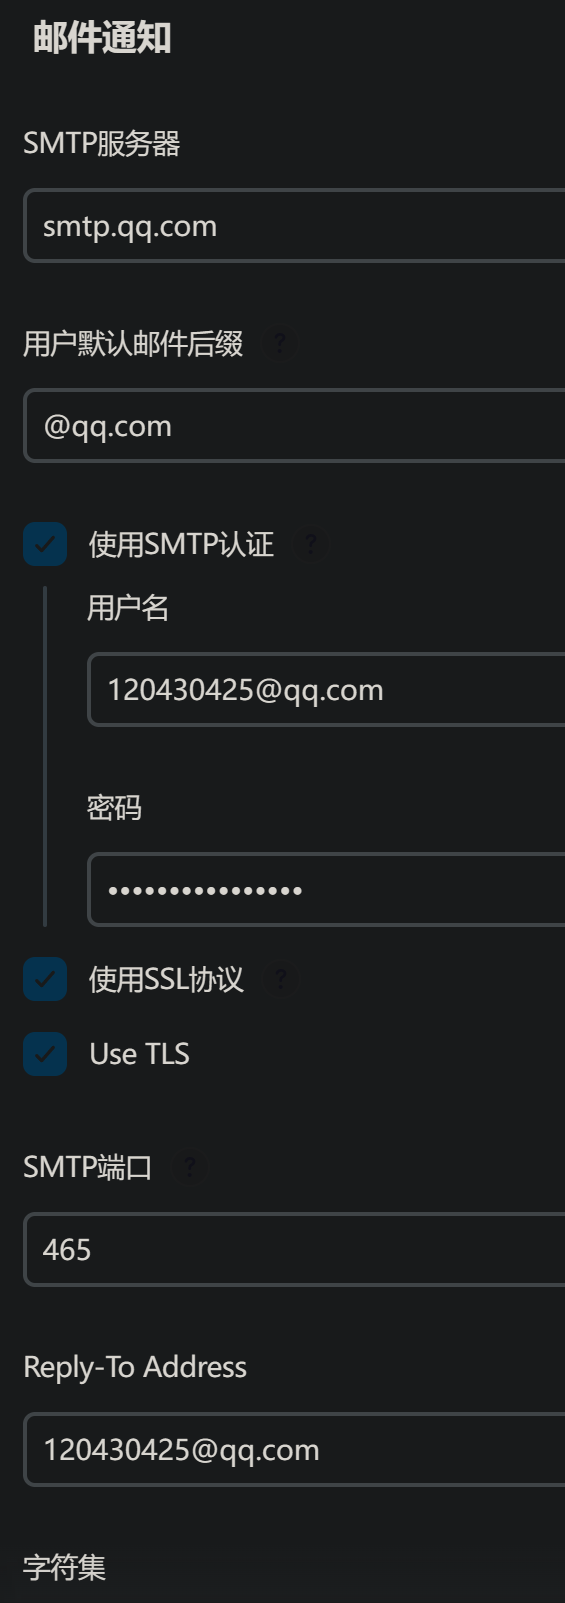 邮件通知
SMTP服务器
smtp.qq.com
用户默认邮件后缀 ?
@qq.com
使用SMTP认证 ?
用户名
120430425@qq.com
密码
••••••••••••••••
使用SSL协议 ?
Use TLS
SMTP端口 ?
465
Reply-To Address
120430425@qq.com
字符集